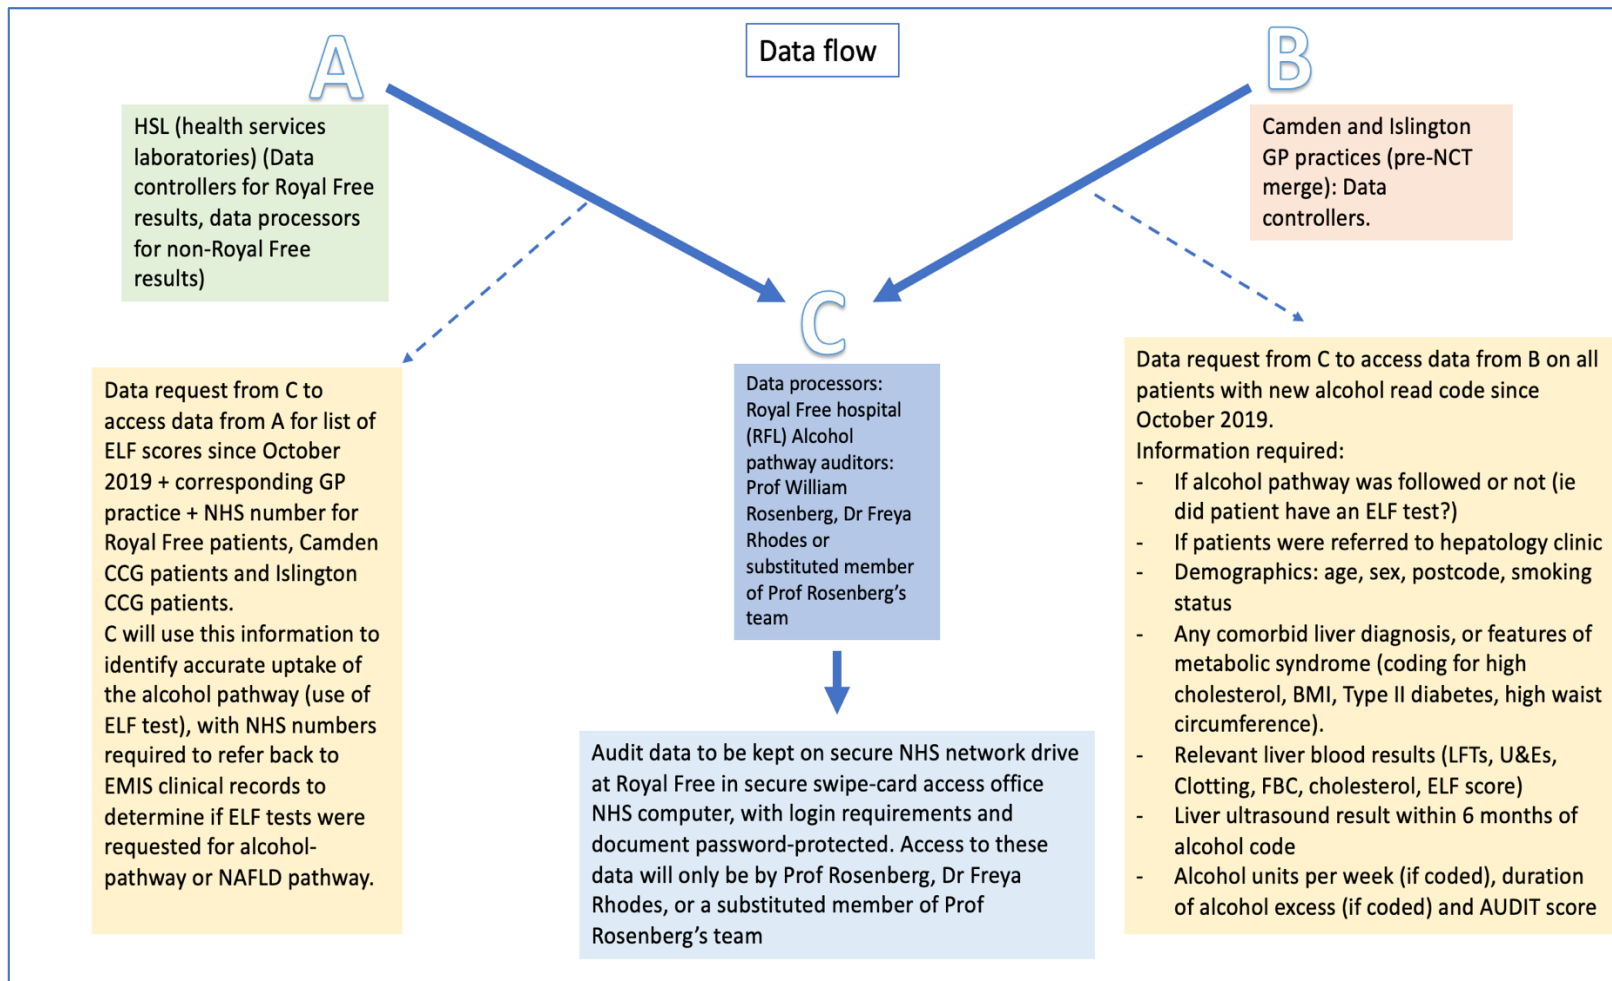 Data flow
A
HSL (health services
laboratories) (Data
controllers for Royal Free
results, data processors
for non-Royal Free
results)
B
Camden and Islington
GP practices (pre-NCT
merge): Data
controllers.
C
Data processors:
Royal Free hospital
(RFL) Alcohol
pathway auditors:
Prof William
Rosenberg, Dr Freya
Rhodes or
substituted member
of Prof Rosenberg’s
team
Data request from C to
access data from A for list of
ELF scores since October
2019 + corresponding GP
practice + NHS number for
Royal Free patients, Camden
CCG patients and Islington
CCG patients.
C will use this information to
identify accurate uptake of
the alcohol pathway (use of
ELF test), with NHS numbers
required to refer back to
EMIS clinical records to
determine if ELF tests were
requested for alcohol-
pathway or NAFLD pathway.
Audit data to be kept on secure NHS network drive
at Royal Free in secure swipe-card access office
NHS computer, with login requirements and
document password-protected. Access to these
data will only be by Prof Rosenberg, Dr Freya
Rhodes, or a substituted member of Prof
Rosenberg’s team
Data request from C to access data from B on all
patients with new alcohol read code since
October 2019.
Information required:
- If alcohol pathway was followed or not (ie
did patient have an ELF test?)
- If patients were referred to hepatology clinic
- Demographics: age, sex, postcode, smoking
status
- Any comorbid liver diagnosis, or features of
metabolic syndrome (coding for high
cholesterol, BMI, Type II diabetes, high waist
circumference).
- Relevant liver blood results (LFTs, U&Es,
Clotting, FBC, cholesterol, ELF score)
- Liver ultrasound result within 6 months of
alcohol code
- Alcohol units per week (if coded), duration
of alcohol excess (if coded) and AUDIT score